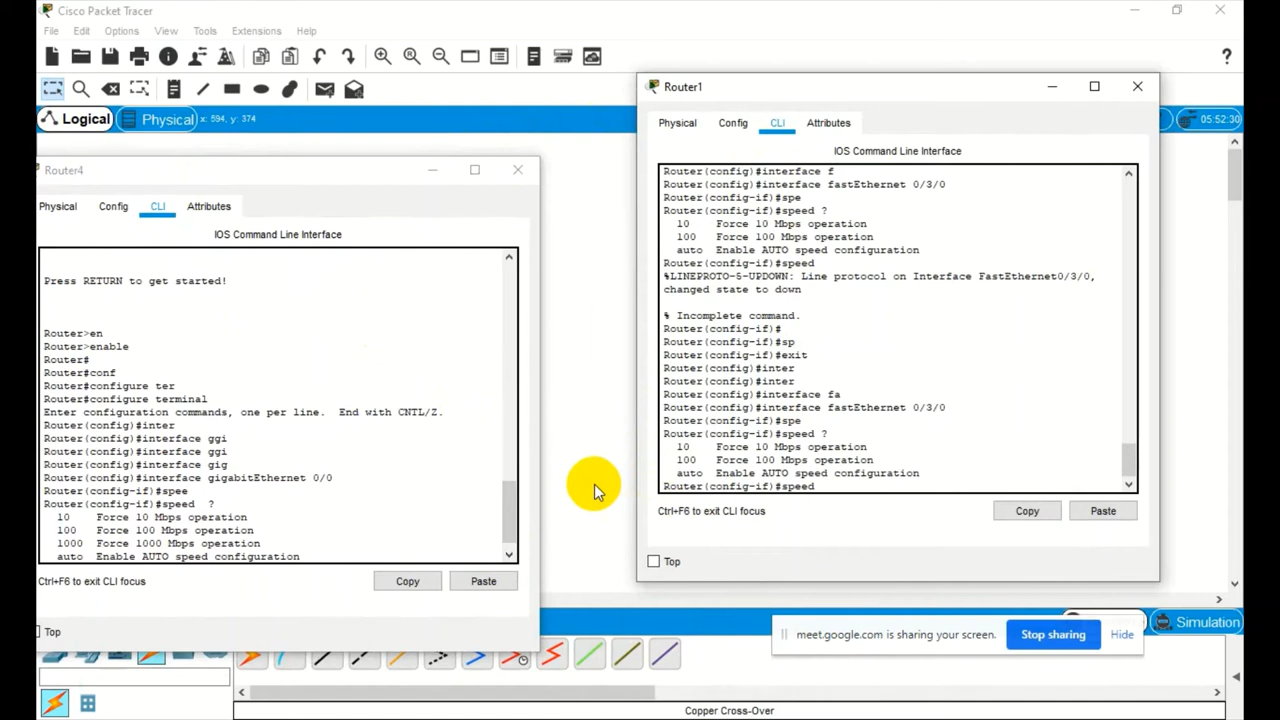 Cisco Packet Tracer
File Edit Options View Tools Extensions Help
?
Logical Physical x: 594, y: 374
05:52:30
Router1
Physical Config CLI Attributes
IOS Command Line Interface
Router(config)#interface f
Router(config)#interface fastEthernet 0/3/0
Router(config-if)#spe
Router(config-if)#speed ?
10 Force 10 Mbps operation
100 Force 100 Mbps operation
auto Enable AUTO speed configuration
Router(config-if)#speed
%LINEPROTO-5-UPDOWN: Line protocol on Interface FastEthernet0/3/0,
changed state to down
% Incomplete command.
Router(config-if)#
Router(config-if)#sp
Router(config-if)#exit
Router(config)#inter
Router(config)#inter
Router(config)#interface fa
Router(config)#interface fastEthernet 0/3/0
Router(config-if)#spe
Router(config-if)#speed ?
10 Force 10 Mbps operation
100 Force 100 Mbps operation
auto Enable AUTO speed configuration
Router(config-if)#speed
Ctrl+F6 to exit CLI focus
Copy Paste
Top
Router4
Physical Config CLI Attributes
IOS Command Line Interface
Press RETURN to get started!
Router>en
Router>enable
Router#
Router#conf
Router#configure ter
Router#configure terminal
Enter configuration commands, one per line. End with CNTL/Z.
Router(config)#inter
Router(config)#interface ggi
Router(config)#interface ggi
Router(config)#interface gig
Router(config)#interface gigabitEthernet 0/0
Router(config-if)#spee
Router(config-if)#speed ?
10 Force 10 Mbps operation
100 Force 100 Mbps operation
1000 Force 1000 Mbps operation
auto Enable AUTO speed configuration
Ctrl+F6 to exit CLI focus
Copy Paste
Top
Simulation
meet.google.com is sharing your screen. Stop sharing Hide
Copper Cross-Over